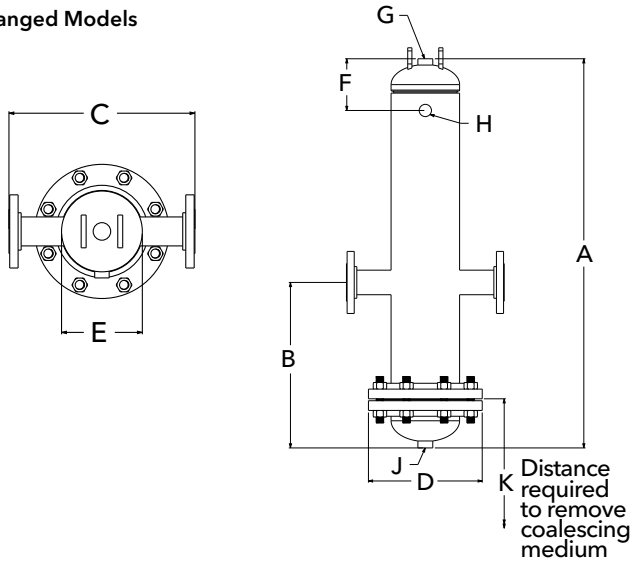 anged Models
G
F
H
C
A
E
B
J
D
K
Distance
required
to remove
coalescing
medium